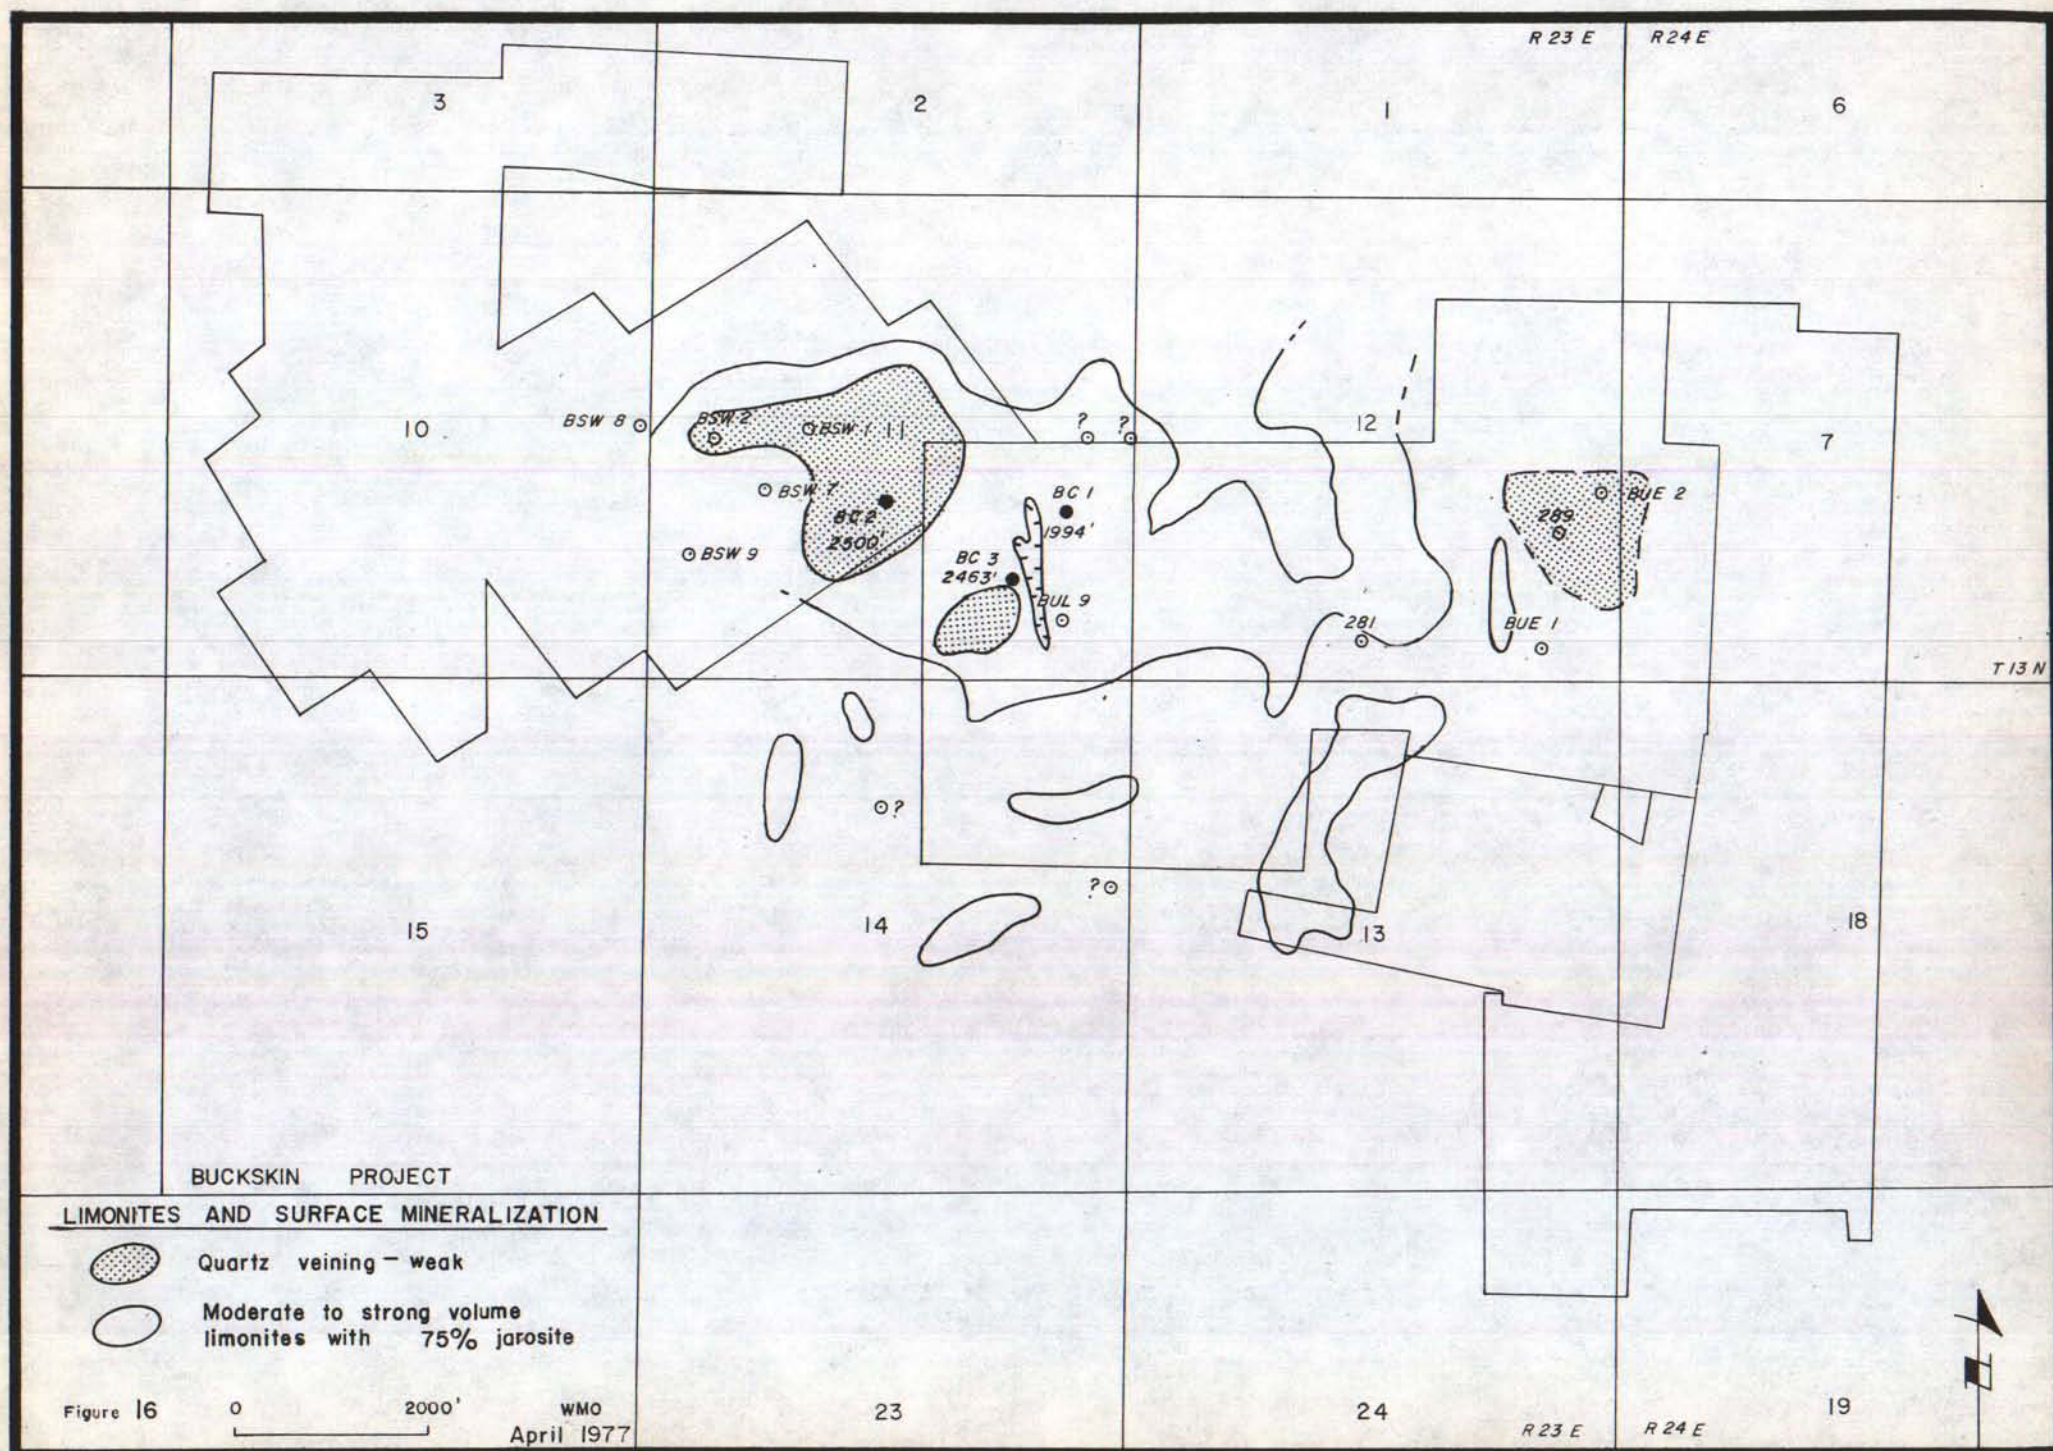 R 23 E R 24 E
3 2 1 6
10 BSW 8 BSW 2 BSW 1 11 ? ? 12 7
BSW 7 BC 2 2500' BC 1 1994' BUE 2
289
BSW 9 BC 3 2463'
BUL 9 281 BUE 1
T 13 N
?
?
15 14 13 18
BUCKSKIN PROJECT
LIMONITES AND SURFACE MINERALIZATION
Quartz veining – weak
Moderate to strong volume
limonites with 75% jarosite
Figure 16 0 2000' WMO
April 1977
23 24 19
R 23 E R 24 E